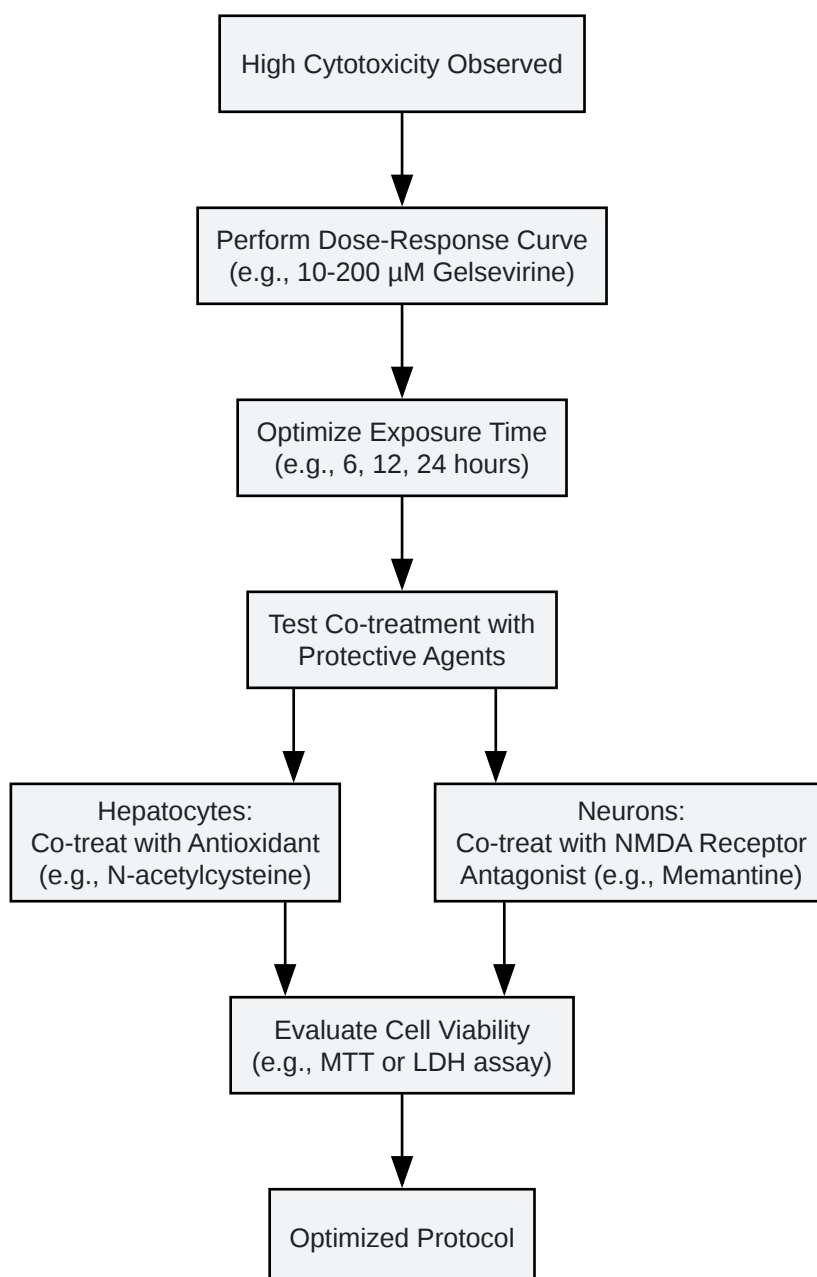 High Cytotoxicity Observed
Perform Dose-Response Curve
(e.g., 10-200 µM Gelsevirine)
Optimize Exposure Time
(e.g., 6, 12, 24 hours)
Test Co-treatment with
Protective Agents
Hepatocytes:
Co-treat with Antioxidant
(e.g., N-acetylcysteine)
Neurons:
Co-treat with NMDA Receptor
Antagonist (e.g., Memantine)
Evaluate Cell Viability
(e.g., MTT or LDH assay)
Optimized Protocol